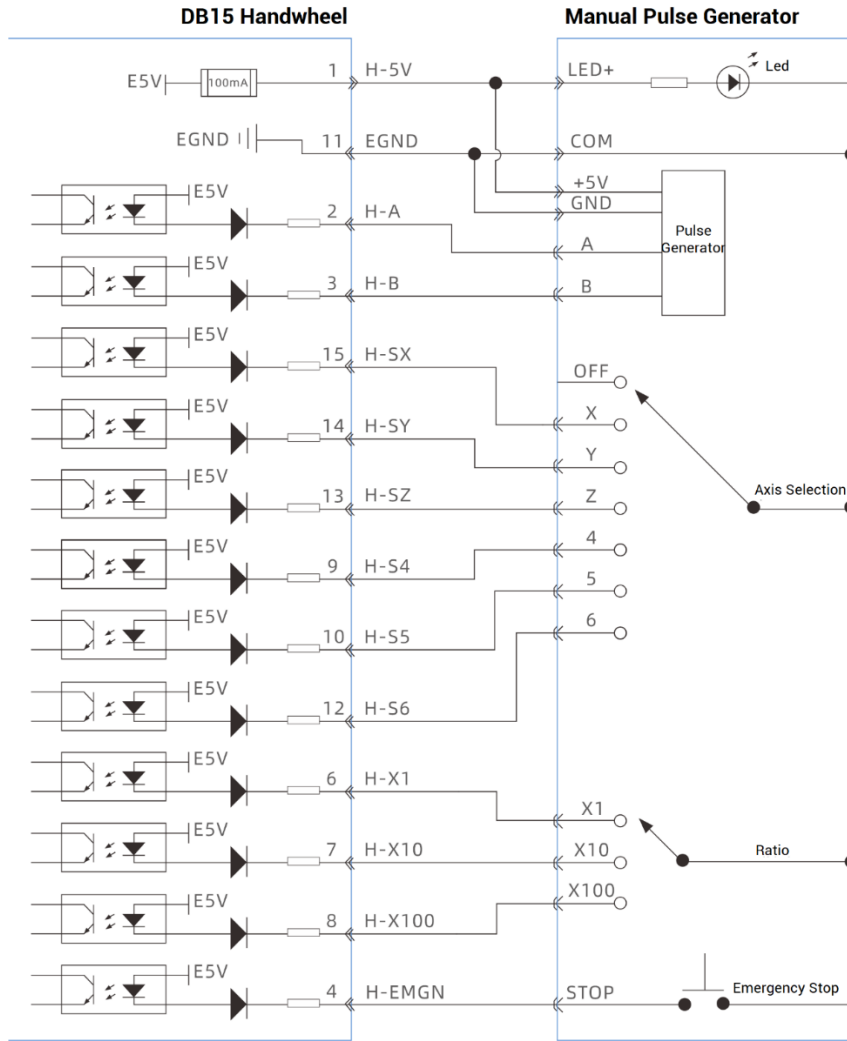 DB15 Handwheel
Manual Pulse Generator
E5V 100mA 1 H-5V LED+ Led
EGND 11 EGND COM
E5V +5V
GND
2 H-A A Pulse Generator
E5V
3 H-B B
E5V
15 H-SX OFF
X
E5V
14 H-SY Y
E5V
13 H-SZ Z Axis Selection
E5V
9 H-S4 4
E5V
10 H-S5 5
6
E5V
12 H-S6
E5V
6 H-X1 X1
E5V
7 H-X10 X10 Ratio
E5V X100
8 H-X100
E5V
4 H-EMGN STOP Emergency Stop